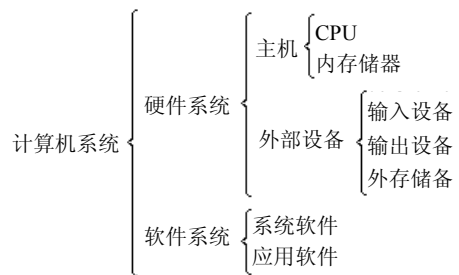 CPU
主机
内存储器
硬件系统
输入设备
外部设备
输出设备
计算机系统
外存储备
系统软件
软件系统
应用软件